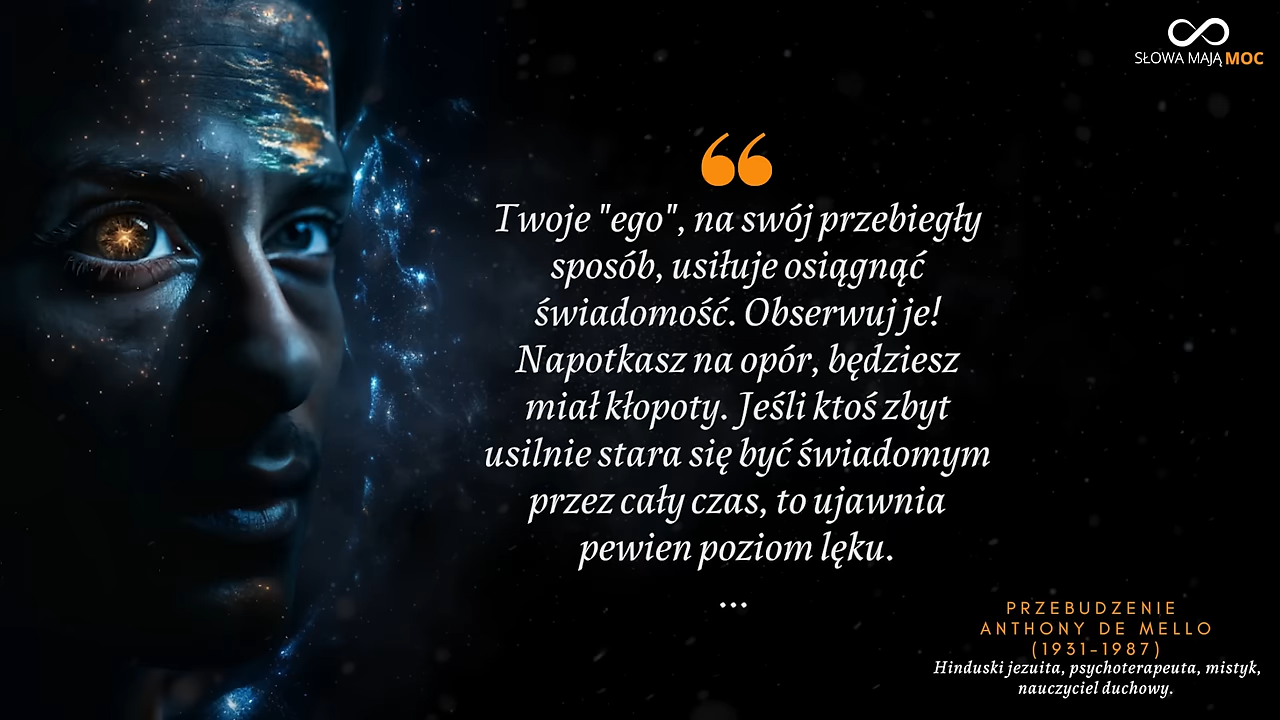 SŁOWA MAJĄ MOC
Twoje "ego", na swój przebiegły
sposób, usiłuje osiągnąć
świadomość. Obserwuj je!
Napotkasz na opór, będziesz
miał kłopoty. Jeśli ktoś zbyt
usilnie stara się być świadomym
przez cały czas, to ujawnia
pewien poziom lęku.
...
PRZEBUDZENIE
ANTHONY DE MELLO
(1931-1987)
Hinduski jezuita, psychoterapeuta, mistyk,
nauczyciel duchowy.